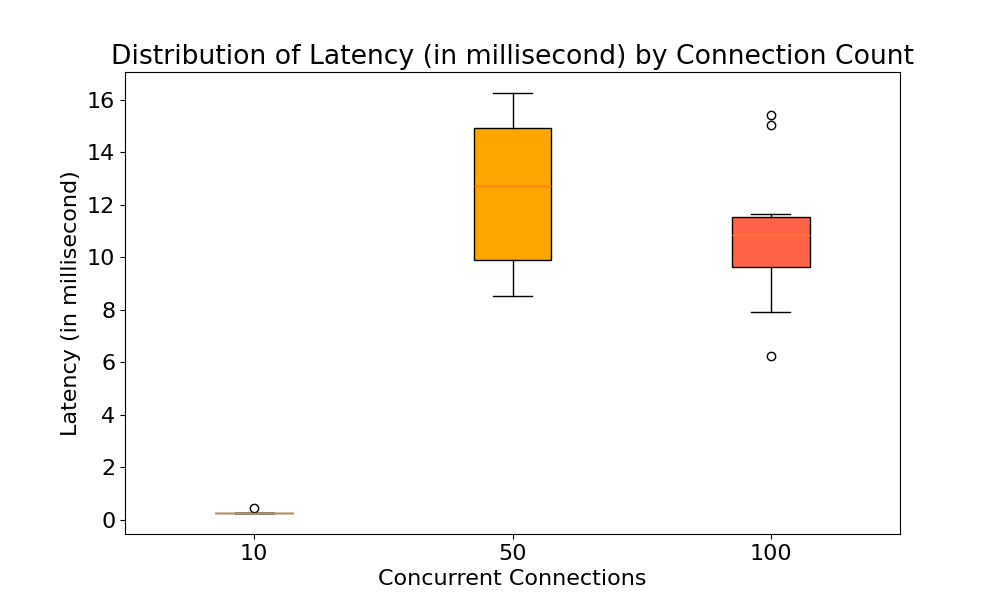 Distribution of Latency (in millisecond) by Connection Count
16
14
12
10
8
6
4
2
0
Latency (in millisecond)
10 50 100
Concurrent Connections